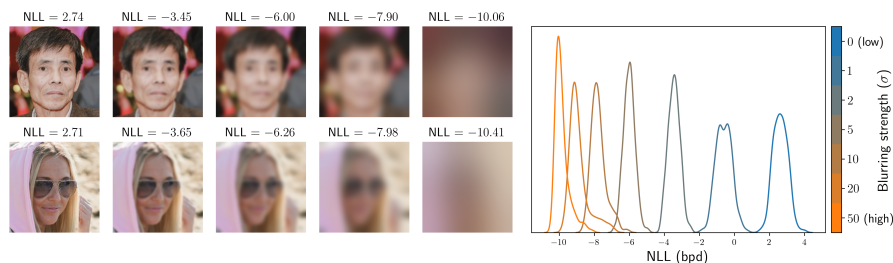 NLL = 2.74
NLL = −3.45
NLL = −6.00
NLL = −7.90
NLL = −10.06
NLL = 2.71
NLL = −3.65
NLL = −6.26
NLL = −7.98
NLL = −10.41
−10
−8
−6
−4
−2
0
2
4
NLL (bpd)
0 (low)
1
2
5
10
20
50 (high)
Blurring strength (σ)